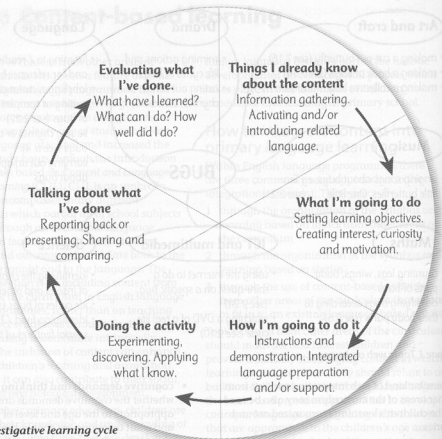 Things I already know
about the content
Information gathering.
Activating and/or
introducing related
language.
What I'm going to do
Setting learning objectives.
Creating interest, curiosity
and motivation.
How I'm going to do it
Instructions and
demonstration. Integrated
language preparation
and/or support.
Doing the activity
Experimenting,
discovering. Applying
what I know.
Talking about what
I've done
Reporting back or
presenting. Sharing and
comparing.
Evaluating what
I've done.
What have I learned?
What can I do? How
well did I do?
learning cycle